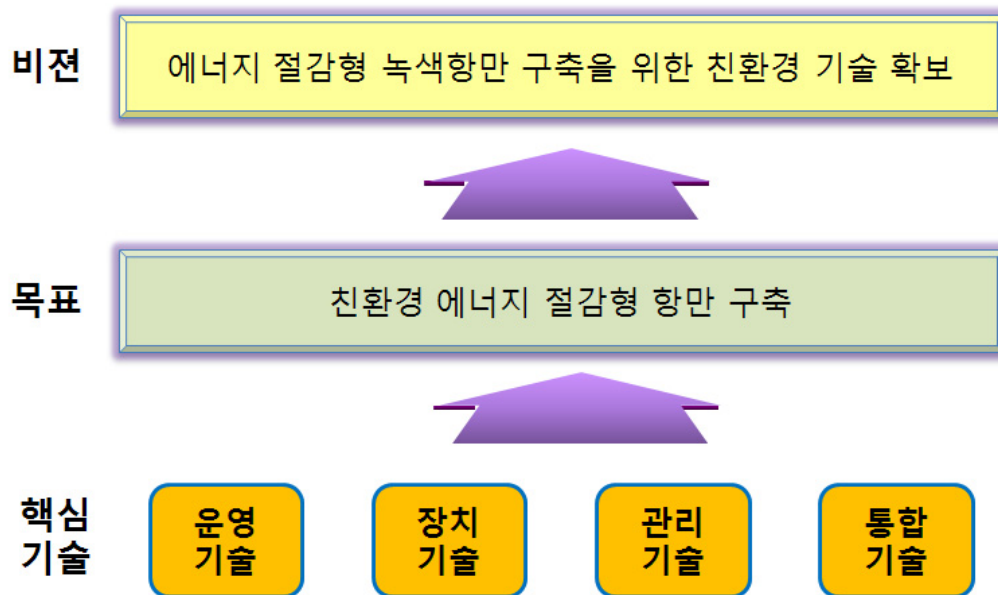 비젼
에너지 절감형 녹색항만 구축을 위한 친환경 기술 확보
목표
친환경 에너지 절감형 항만 구축
핵심
기술
운영
기술
장치
기술
관리
기술
통합
기술